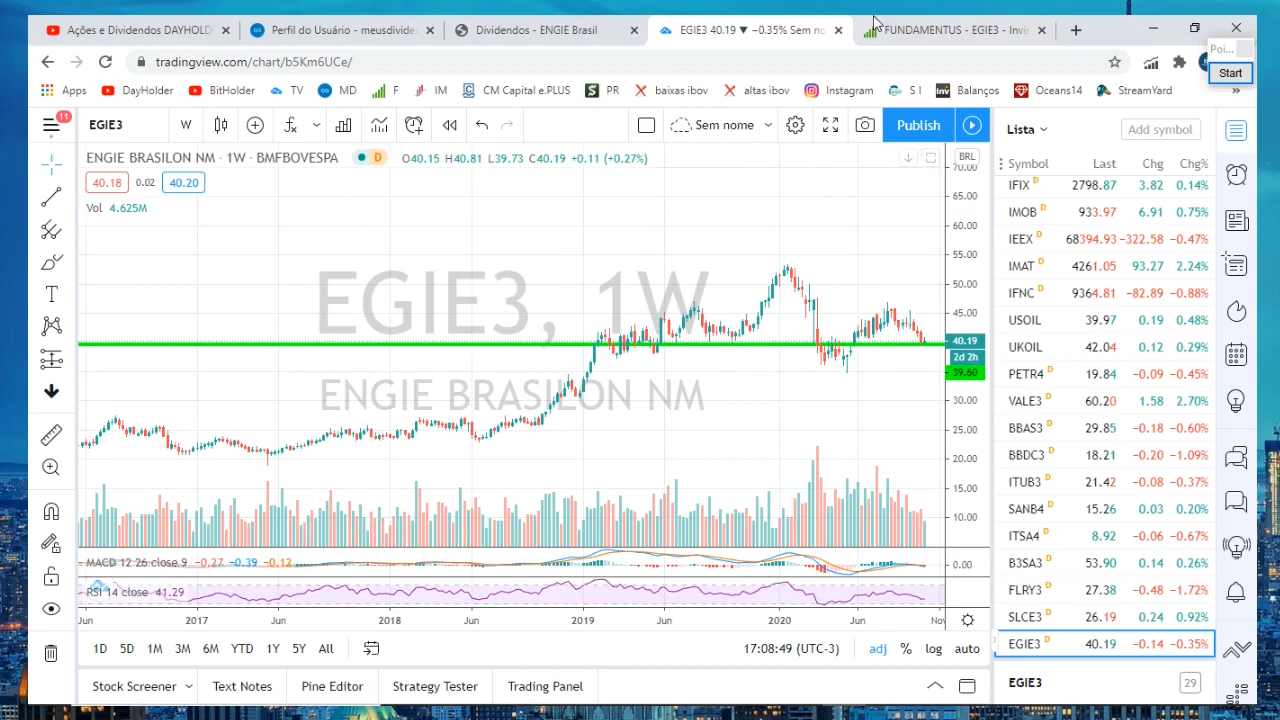 Ações e Dividendos DAYHOLD
Perfil do Usuário - meusdivider
Dividendos - ENGIE Brasil
EGIE3 40.19 ▼ −0.35% Sem no
FUNDAMENTUS - EGIE3 - Invis
Poi...
Start
tradingview.com/chart/b5Km6UCe/
Apps
DayHolder
BitHolder
TV
MD
F
IM
CM capital e.PLUS
PR
baixas ibov
altas ibov
Instagram
S I
Balanços
Oceans14
StreamYard
11
EGIE3
W
Sem nome
Publish
Lista
Add symbol
ENGIE BRASILON NM · 1W · BMFBOVESPA
D
O40.15 H40.81 L39.73 C40.19 +0.11 (+0.27%)
BRL
40.18 0.02 40.20
Vol 4.625M
EGIE3, 1W
ENGIE BRASILON NM
70.00
65.00
60.00
55.00
50.00
45.00
40.19
2d 2h
39.60
30.00
25.00
20.00
15.00
10.00
MACD 12 26 close 9 −0.27 −0.39 −0.12
0.00
RSI 14 close 41.29
Jun 2017 Jun 2018 Jun 2019 Jun 2020 Jun Nov
1D 5D 1M 3M 6M YTD 1Y 5Y All
17:08:49 (UTC-3)
adj % log auto
Stock Screener
Text Notes
Pine Editor
Strategy Tester
Trading Panel
Symbol Last Chg Chg%
IFIX D 2798.87 3.82 0.14%
IMOB D 933.97 6.91 0.75%
IEEX D 68394.93 −322.58 −0.47%
IMAT D 4261.05 93.27 2.24%
IFNC D 9364.81 −82.89 −0.88%
USOIL 39.97 0.19 0.48%
UKOIL 42.04 0.12 0.29%
PETR4 D 19.84 −0.09 −0.45%
VALE3 D 60.20 1.58 2.70%
BBAS3 D 29.85 −0.18 −0.60%
BBDC3 D 18.21 −0.20 −1.09%
ITUB3 D 21.42 −0.08 −0.37%
SANB4 D 15.26 0.03 0.20%
ITSA4 D 8.92 −0.06 −0.67%
B3SA3 D 53.90 0.14 0.26%
FLRY3 D 27.38 −0.48 −1.72%
SLCE3 D 26.19 0.24 0.92%
EGIE3 D 40.19 −0.14 −0.35%
EGIE3
29